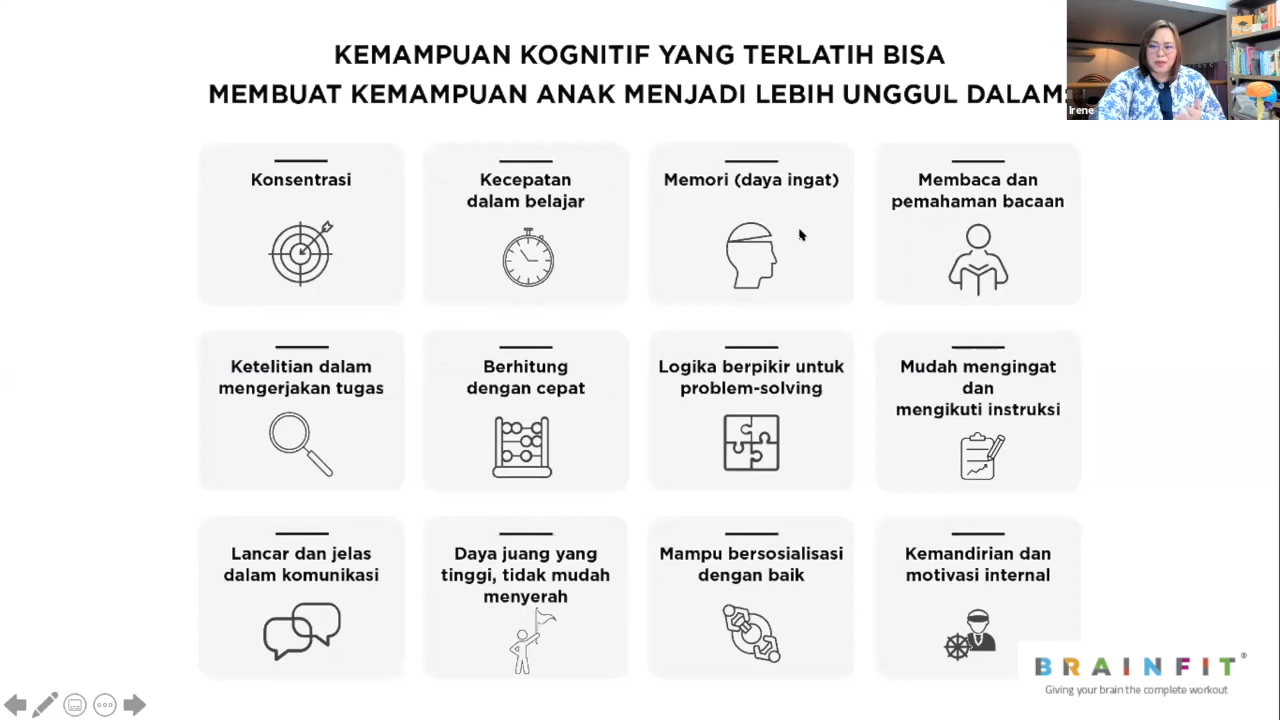 KEMAMPUAN KOGNITIF YANG TERLATIH BISA
MEMBUAT KEMAMPUAN ANAK MENJADI LEBIH UNGGUL DALAM:
Irene
Konsentrasi
Kecepatan
dalam belajar
Memori (daya ingat)
Membaca dan
pemahaman bacaan
Ketelitian dalam
mengerjakan tugas
Berhitung
dengan cepat
Logika berpikir untuk
problem-solving
Mudah mengingat
dan
mengikuti instruksi
Lancar dan jelas
dalam komunikasi
Daya juang yang
tinggi, tidak mudah
menyerah
Mampu bersosialisasi
dengan baik
Kemandirian dan
motivasi internal
BRAINFIT®
Giving your brain the complete workout